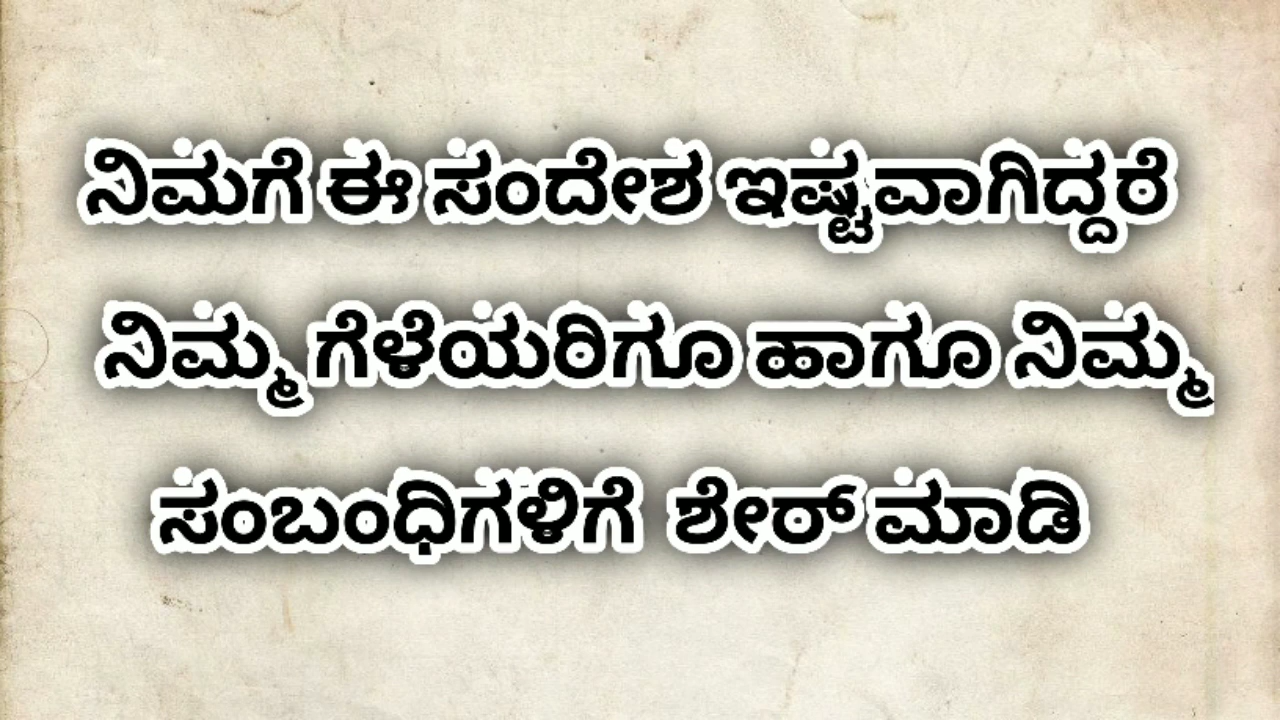 ನಿಮಗೆ ಈ ಸಂದೇಶ ಇಷ್ಟವಾಗಿದ್ದರೆ
ನಿಮ್ಮ ಗೆಳೆಯರಿಗೂ ಹಾಗೂ ನಿಮ್ಮ
ಸಂಬಂಧಿಗಳಿಗೆ ಶೇರ್ ಮಾಡಿ